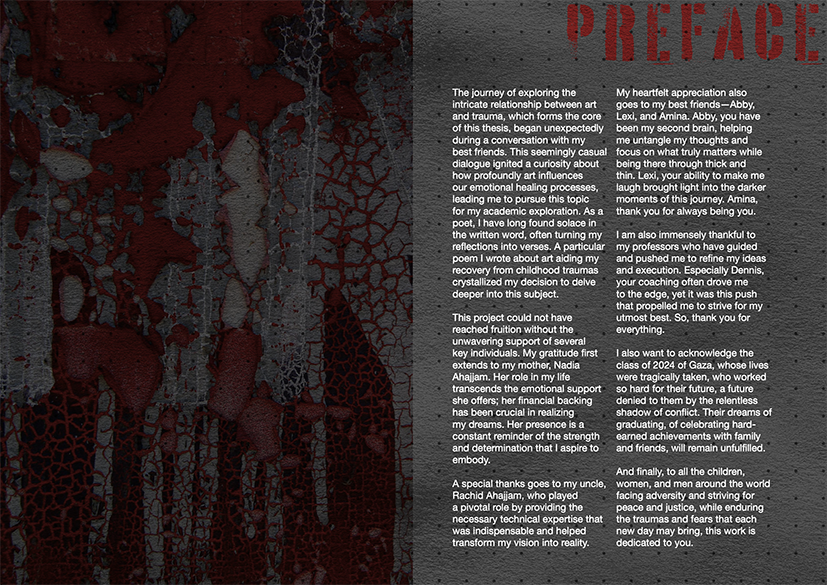 PREFACE
The journey of exploring the
intricate relationship between art
and trauma, which forms the core
of this thesis, began unexpectedly
during a conversation with my
best friends. This seemingly casual
dialogue ignited a curiosity about
how profoundly art influences
our emotional healing processes,
leading me to pursue this topic
for my academic exploration. As a
poet, I have long found solace in
the written word, often turning my
reflections into verses. A particular
poem I wrote about art aiding my
recovery from childhood traumas
crystallized my decision to delve
deeper into this subject.
This project could not have
reached fruition without the
unwavering support of several
key individuals. My gratitude first
extends to my mother, Nadia
Ahajjam. Her role in my life
transcends the emotional support
she offers; her financial backing
has been crucial in realizing
my dreams. Her presence is a
constant reminder of the strength
and determination that I aspire to
embody.
A special thanks goes to my uncle,
Rachid Ahajjam, who played
a pivotal role by providing the
necessary technical expertise that
was indispensable and helped
transform my vision into reality.
My heartfelt appreciation also
goes to my best friends—Abby,
Lexi, and Amina. Abby, you have
been my second brain, helping
me untangle my thoughts and
focus on what truly matters while
being there through thick and
thin. Lexi, your ability to make me
laugh brought light into the darker
moments of this journey. Amina,
thank you for always being you.
I am also immensely thankful to
my professors who have guided
and pushed me to refine my ideas
and execution. Especially Dennis,
your coaching often drove me
to the edge, yet it was this push
that propelled me to strive for my
utmost best. So, thank you for
everything.
I also want to acknowledge the
class of 2024 of Gaza, whose lives
were tragically taken, who worked
so hard for their future, a future
denied to them by the relentless
shadow of conflict. Their dreams of
graduating, of celebrating hard-
earned achievements with family
and friends, will remain unfulfilled.
And finally, to all the children,
women, and men around the world
facing adversity and striving for
peace and justice, while enduring
the traumas and fears that each
new day may bring, this work is
dedicated to you.